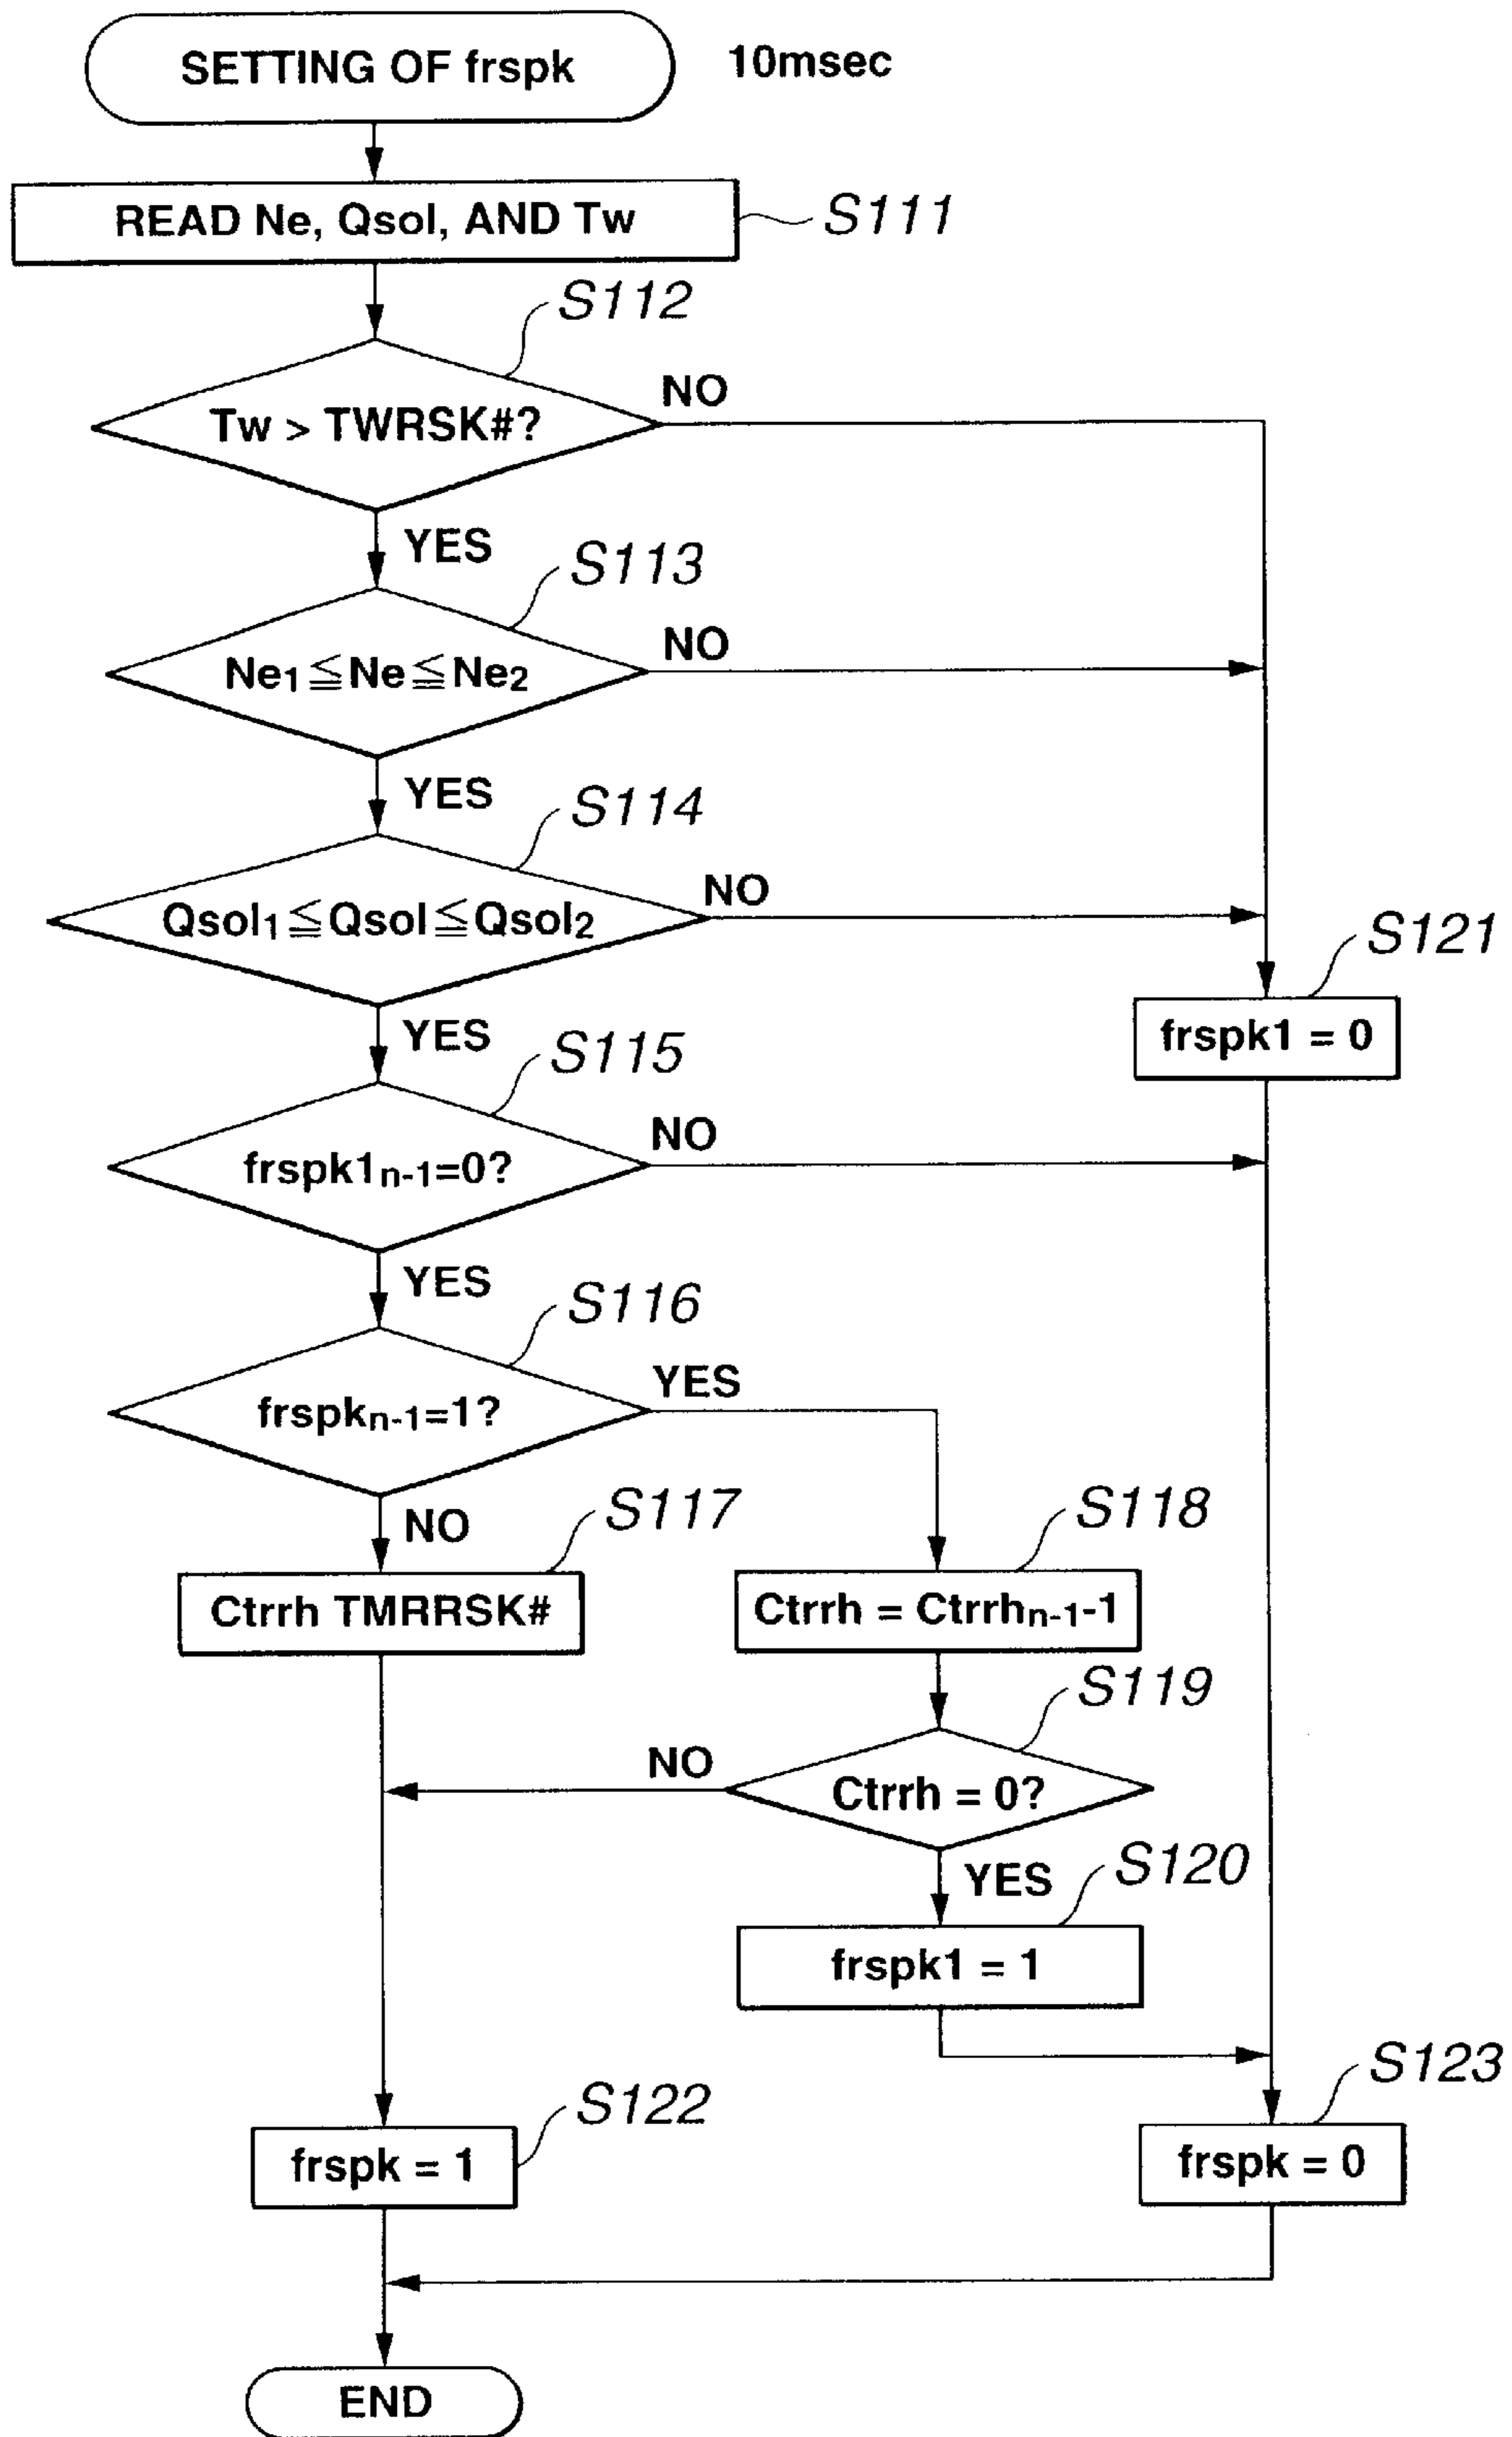 SETTING OF frspk
10msec
READ Ne, Qsol, AND Tw
S111
S112
Tw > TWRSK#?
NO
YES
S113
Ne1≦Ne≦Ne2
NO
YES
S114
Qsol1≦Qsol≦Qsol2
NO
S121
frspk1 = 0
YES
S115
frspk1n-1=0?
NO
YES
S116
frspkn-1=1?
YES
NO
S117
Ctrrh TMRRSK#
S118
Ctrrh = Ctrrhn-1-1
S119
NO
Ctrrh = 0?
YES
S120
frspk1 = 1
S122
frspk = 1
S123
frspk = 0
END